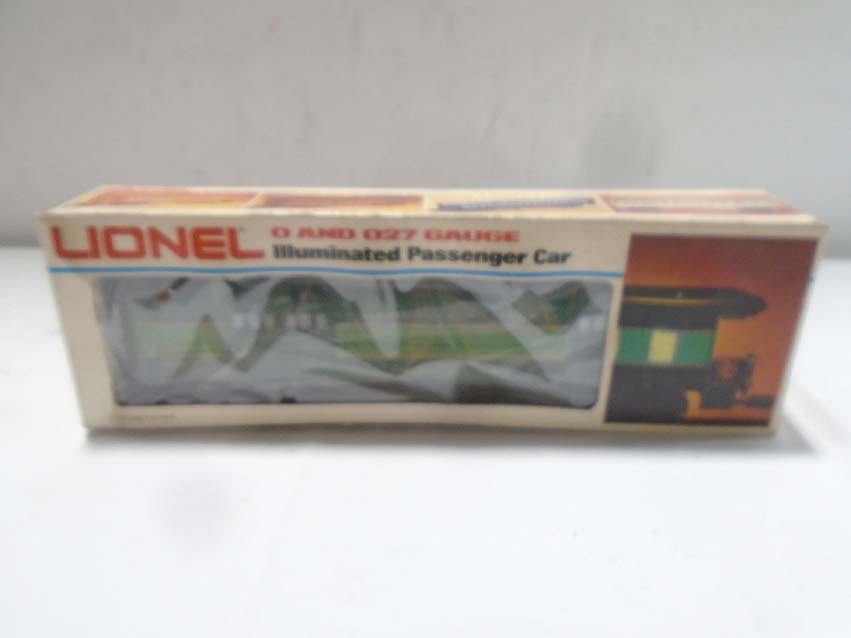 LIONEL
O AND O27 GAUGE
Illuminated Passenger Car